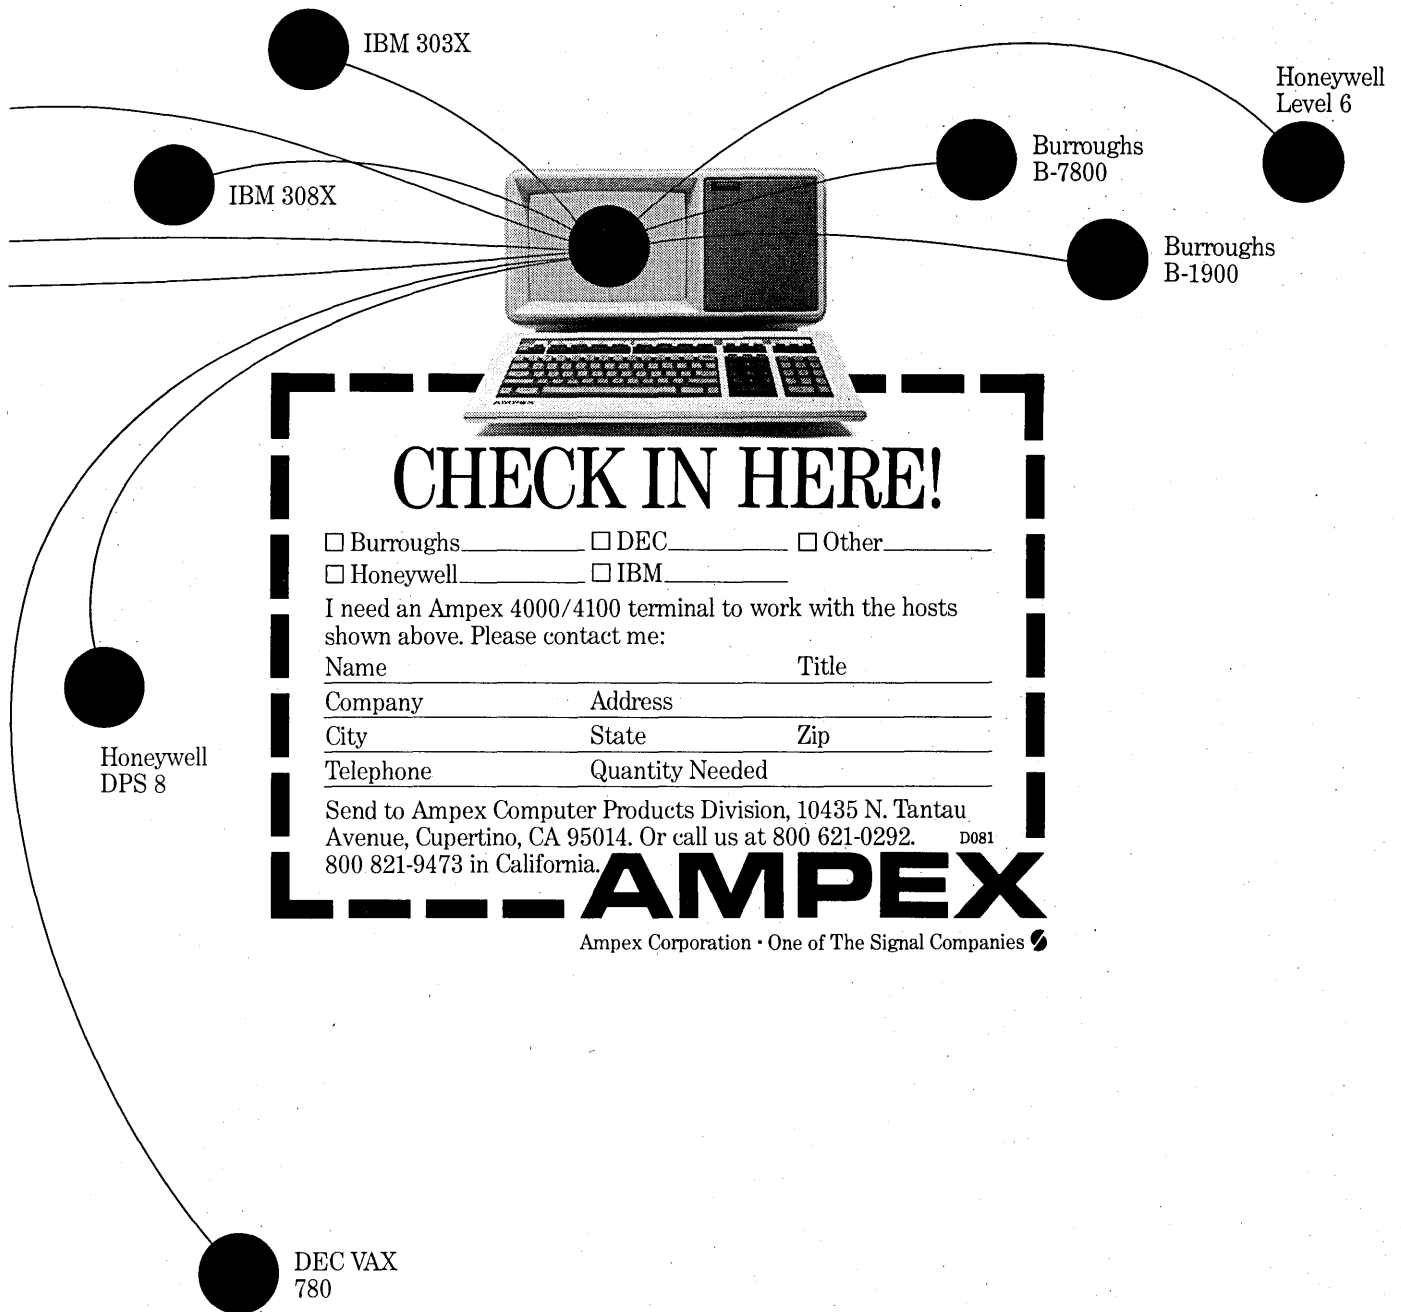 IBM 303X
Honeywell
Level 6
Burroughs
B-7800
IBM 308X
Burroughs
B-1900
AMPEX
CHECK IN HERE!
Burroughs DEC Other
Honeywell IBM
I need an Ampex 4000/4100 terminal to work with the hosts
shown above. Please contact me:
Name Title
Company Address
City State Zip
Telephone Quantity Needed
Honeywell
DPS 8
Send to Ampex Computer Products Division, 10435 N. Tantau
Avenue, Cupertino, CA 95014. Or call us at 800 621-0292. D081
800 821-9473 in California.
AMPEX
Ampex Corporation • One of The Signal Companies
DEC VAX
780